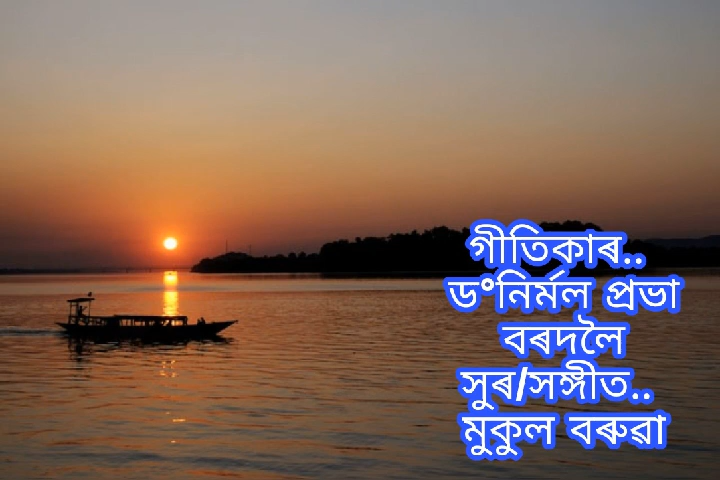 গীতিকাৰ..
ড°নিৰ্মল প্ৰভা
বৰদলৈ
সুৰ/সঙ্গীত..
মুকুল বৰুৱা